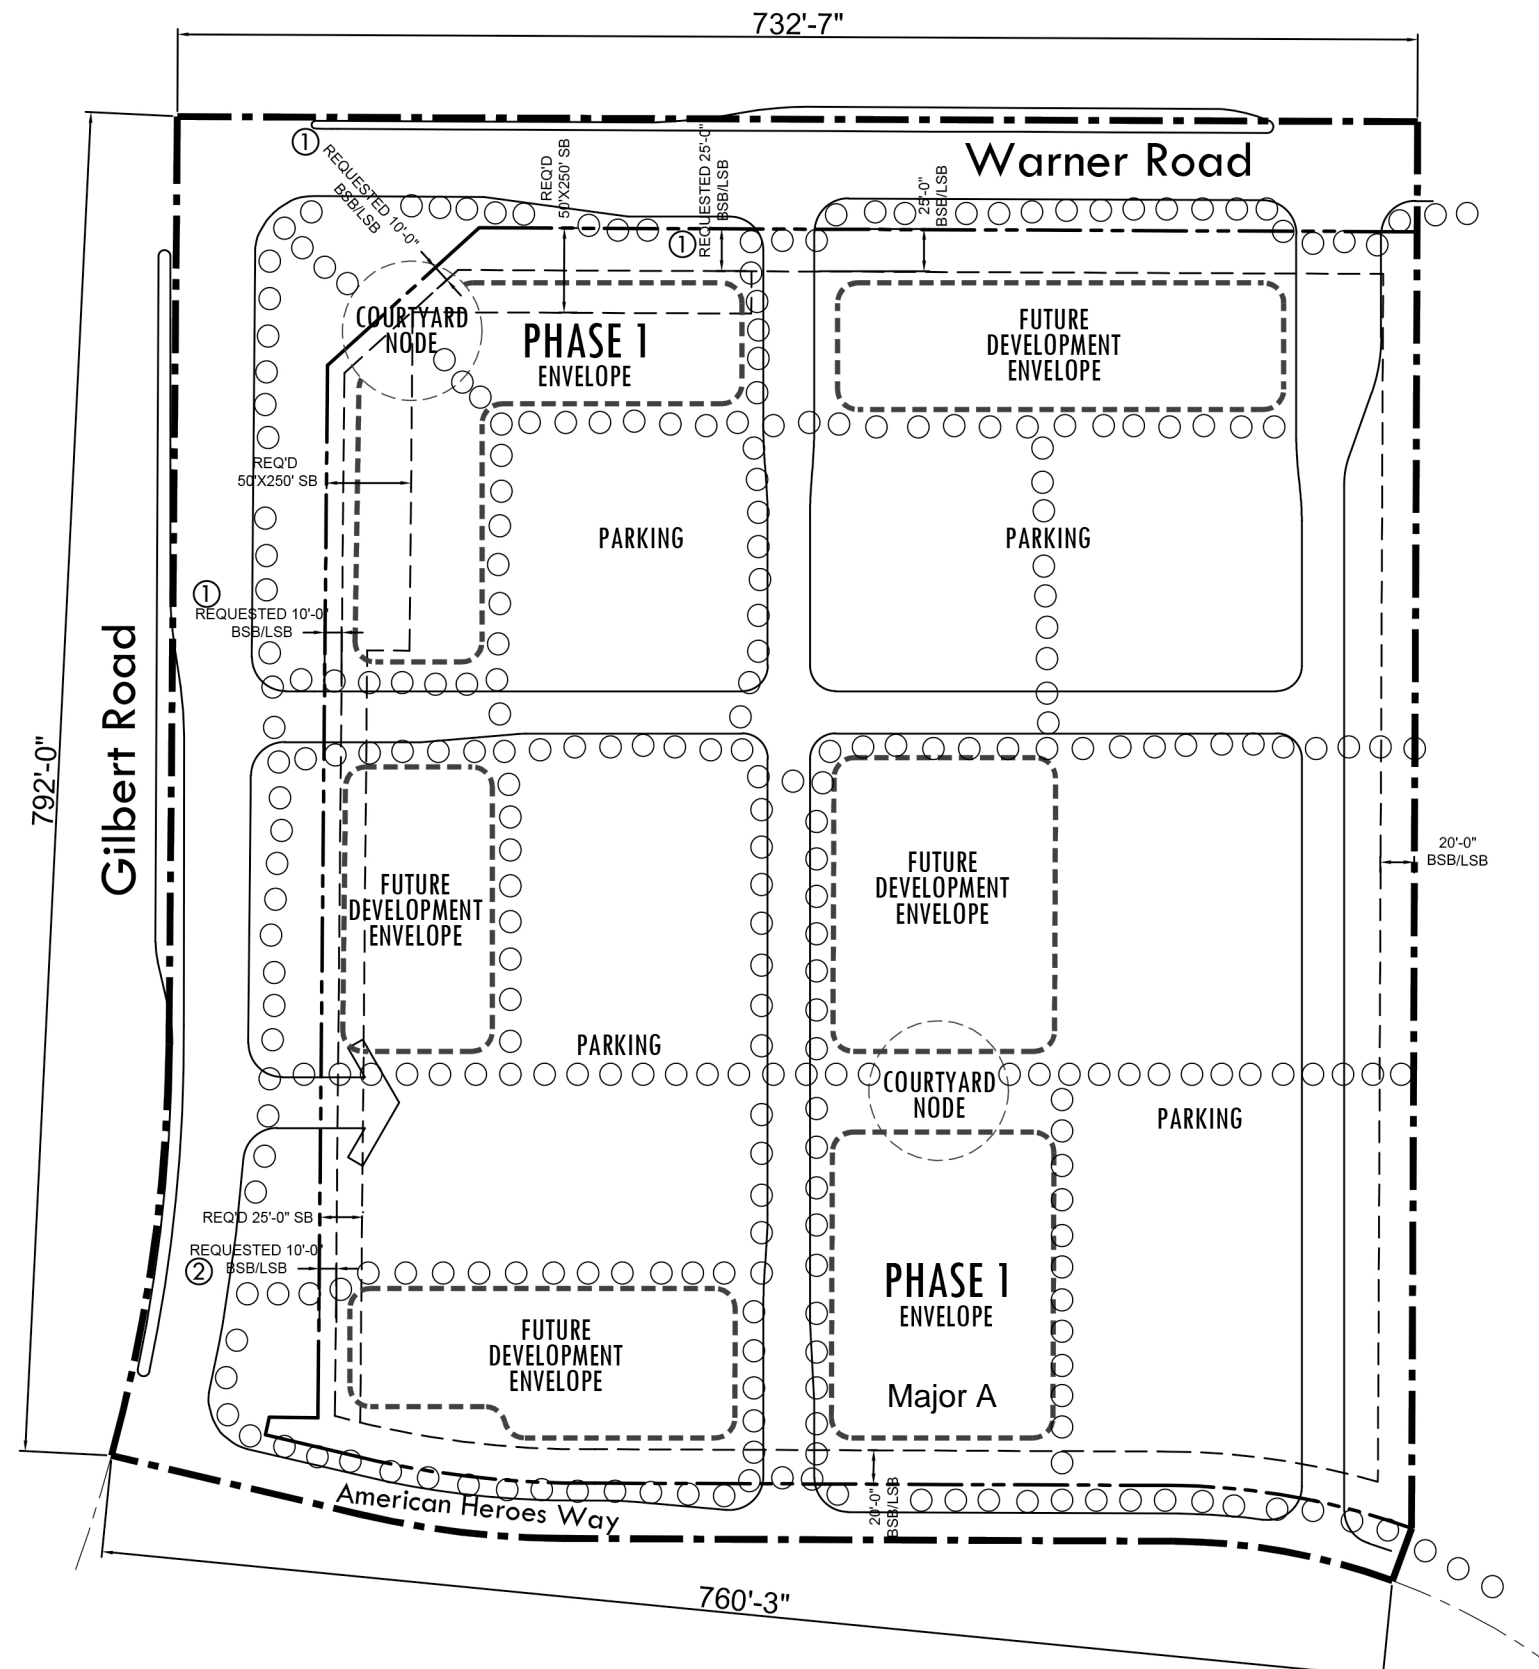 732'-7"
Warner Road
1
REQUESTED 10'-0"
BSB/LSB
REQ'D
50'X250' SB
1
REQUESTED 25'-0"
BSB/LSB
25'-0"
BSB/LSB
COURTYARD
NODE
PHASE 1
ENVELOPE
FUTURE
DEVELOPMENT
ENVELOPE
REQ'D
50'X250' SB
PARKING
PARKING
1
REQUESTED 10'-0"
BSB/LSB
Gilbert Road
792'-0"
FUTURE
DEVELOPMENT
ENVELOPE
FUTURE
DEVELOPMENT
ENVELOPE
20'-0"
BSB/LSB
PARKING
COURTYARD
NODE
PARKING
REQ'D 25'-0" SB
REQUESTED 10'-0"
2
BSB/LSB
FUTURE
DEVELOPMENT
ENVELOPE
PHASE 1
ENVELOPE
Major A
20'-0"
BSB/LSB
American Heroes Way
760'-3"